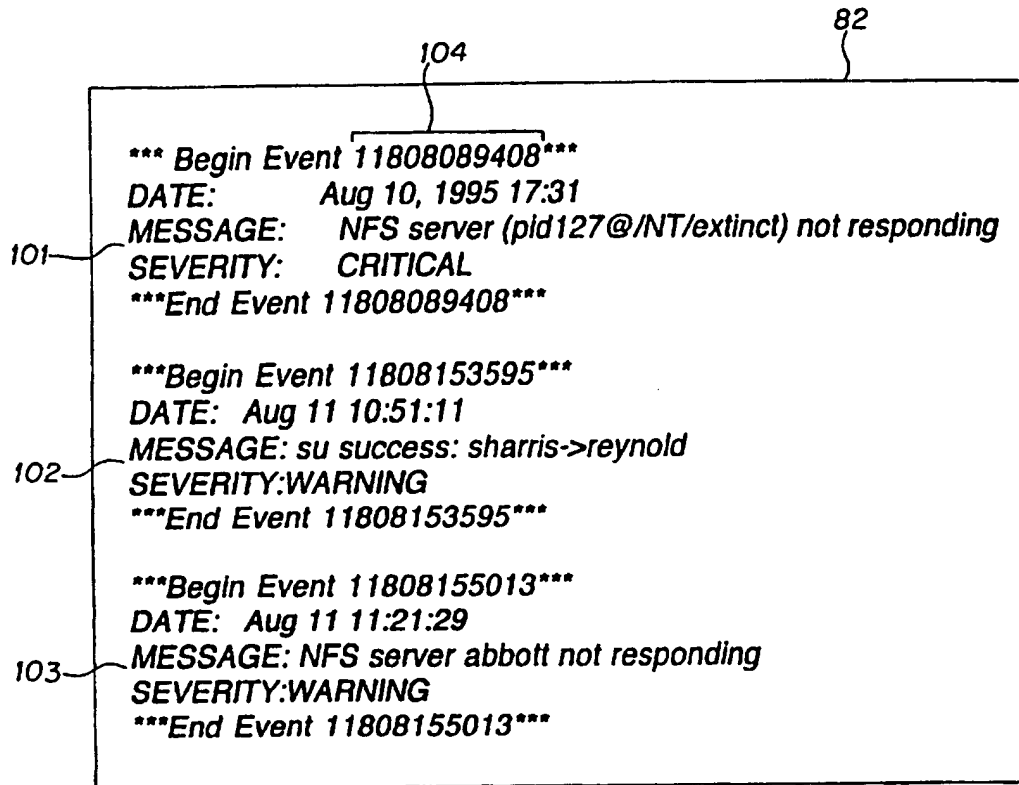 82
104
*** Begin Event 11808089408***
DATE: Aug 10, 1995 17:31
MESSAGE: NFS server (pid127@/NT/extinct) not responding
101
SEVERITY: CRITICAL
***End Event 11808089408***
***Begin Event 11808153595***
DATE: Aug 11 10:51:11
MESSAGE: su success: sharris->reynold
102
SEVERITY:WARNING
***End Event 11808153595***
***Begin Event 11808155013***
DATE: Aug 11 11:21:29
MESSAGE: NFS server abbott not responding
103
SEVERITY:WARNING
***End Event 11808155013***